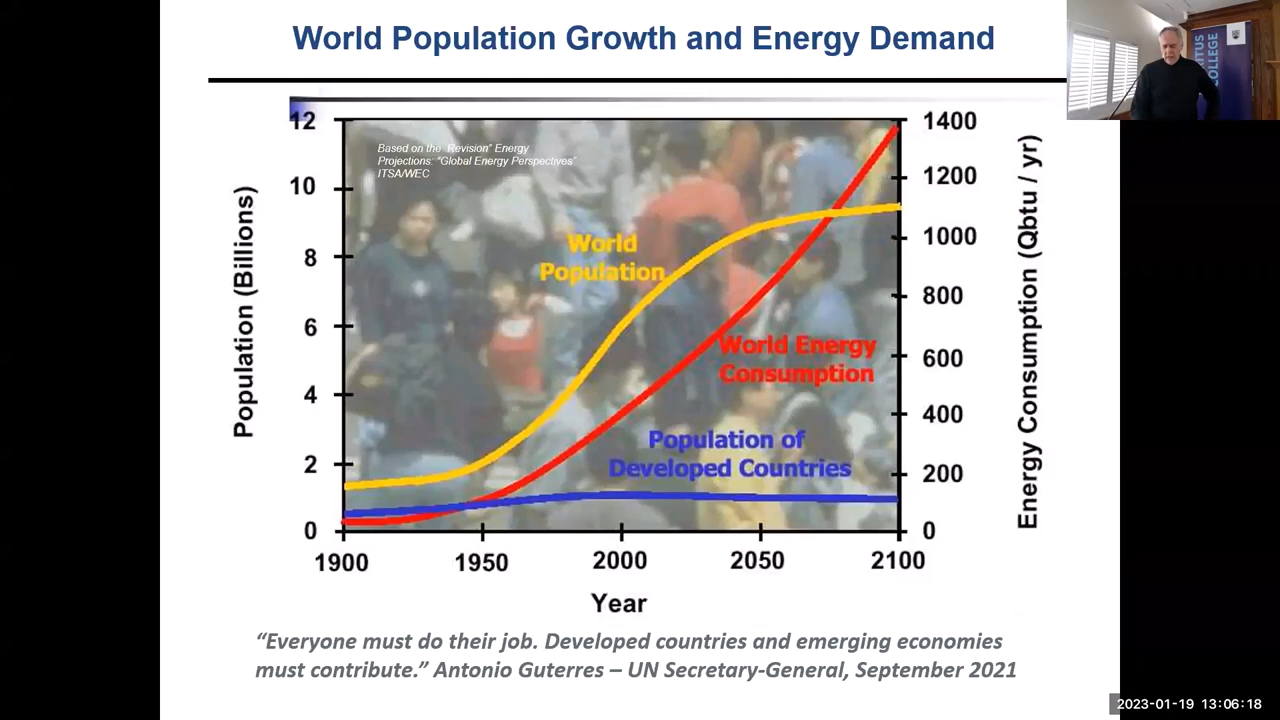 World Population Growth and Energy Demand
Based on the "Revision" Energy
Projections: "Global Energy Perspectives"
ITSA/WEC
12
10
8
6
4
2
0
Population (Billions)
World
Population
World Energy
Consumption
Population of
Developed Countries
1400
1200
1000
800
600
400
200
0
Energy Consumption (Qbtu / yr)
1900
1950
2000
2050
2100
Year
“Everyone must do their job. Developed countries and emerging economies
must contribute.” Antonio Guterres – UN Secretary-General, September 2021
COLLEGE
2023-01-19 13:06:18